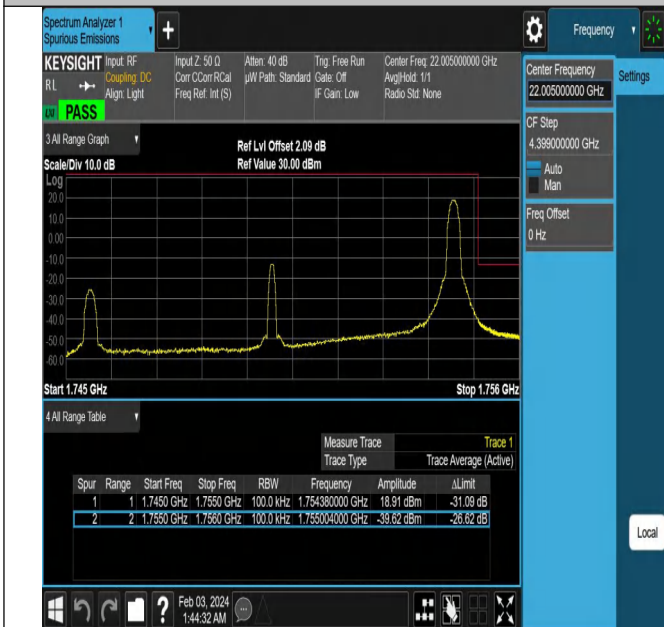 Spectrum Analyzer 1
Spurious Emissions
Frequency
KEYSIGHT
RL
PASS
Input: RF
Coupling: DC
Align: Light
Input Z: 50 Ω
Corr CCorr RCal
Freq Ref: Int (S)
Atten: 40 dB
µW Path: Standard
Trig: Free Run
Gate: Off
IF Gain: Low
Center Freq: 22.005000000 GHz
Avg|Hold: 1/1
Radio Std: None
Center Frequency
22.005000000 GHz
Settings
CF Step
4.399000000 GHz
Auto
Man
Freq Offset
0 Hz
3 All Range Graph
Ref Lvl Offset 2.09 dB
Scale/Div 10.0 dB
Ref Value 30.00 dBm
Log
20.0
10.0
0.00
-10.0
-20.0
-30.0
-40.0
-50.0
-60.0
Start 1.745 GHz
Stop 1.756 GHz
4 All Range Table
Measure Trace Trace 1
Trace Type Trace Average (Active)
Spur Range Start Freq Stop Freq RBW Frequency Amplitude ΔLimit
1 1 1.7450 GHz 1.7550 GHz 100.0 kHz 1.754380000 GHz 18.91 dBm -31.09 dB
2 2 1.7550 GHz 1.7560 GHz 100.0 kHz 1.755004000 GHz -39.62 dBm -26.62 dB
Local
?
Feb 03, 2024
1:44:32 AM